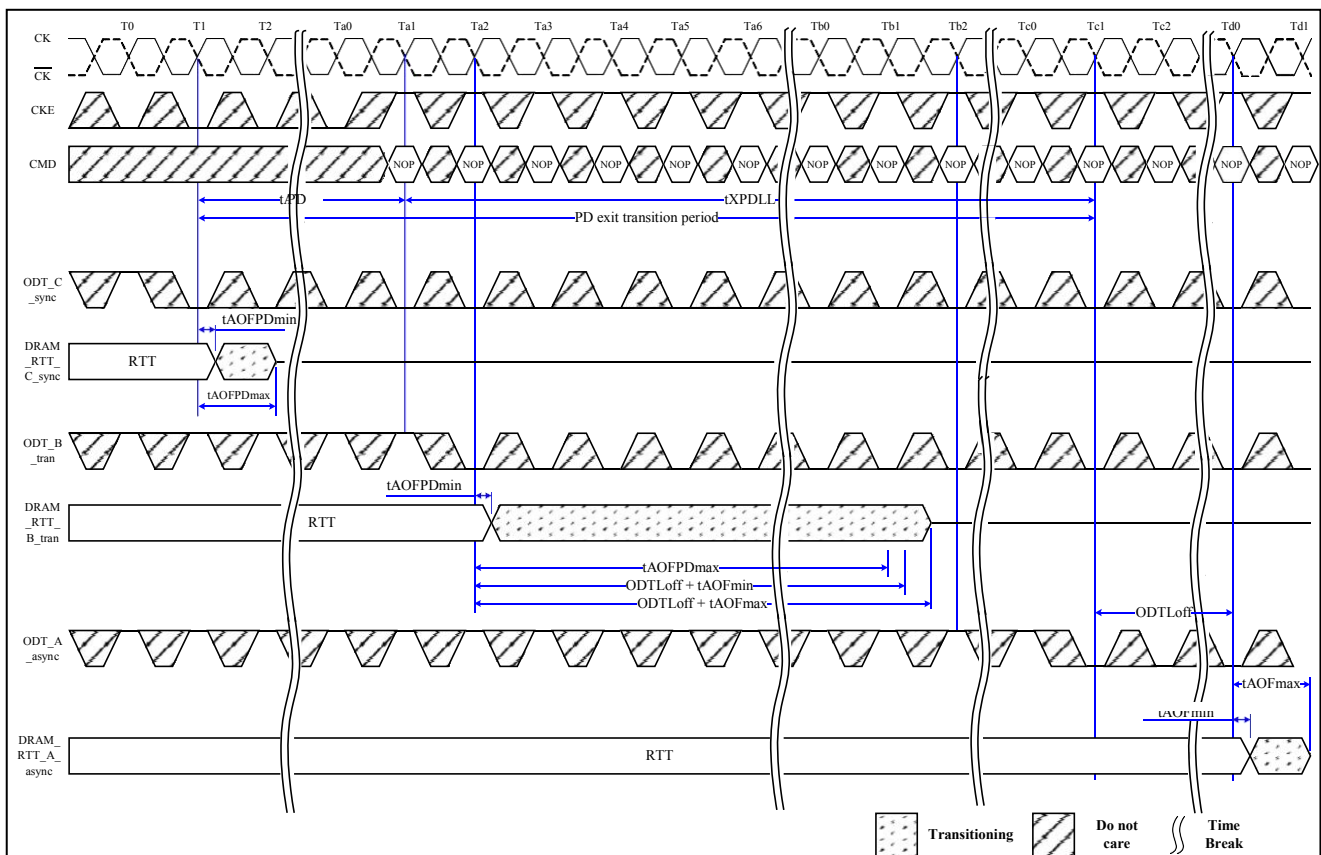 T0 T1 T2 Ta0 Ta1 Ta2 Ta3 Ta4 Ta5 Ta6 Tb0 Tb1 Tb2 Tc0 Tc1 Tc2 Td0 Td1
CK
CK
CKE
CMD
NOP NOP NOP NOP NOP NOP NOP NOP NOP NOP NOP NOP NOP NOP
tAPD tXPDLL
PD exit transition period
ODT_C
_sync
tAOFPDmin
DRAM
_RTT_
C_sync
RTT
tAOFPDmax
ODT_B
_tran
tAOFPDmin
DRAM
_RTT_
B_tran
RTT
tAOFPDmax
ODTLoff + tAOFmin
ODTLoff + tAOFmax
ODTLoff
ODT_A
_async
tAOFmax
tAOFmin
DRAM_
RTT_A_
async
RTT
Transitioning
Do not
care
Time
Break